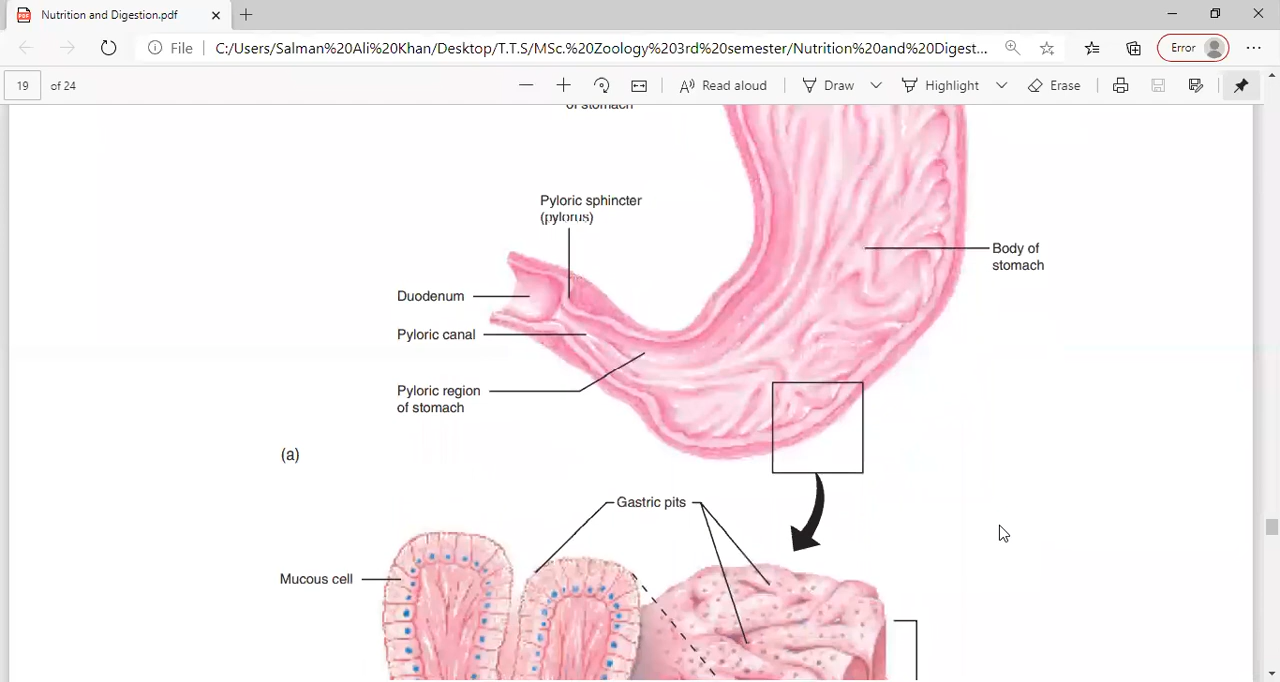 Nutrition and Digestion.pdf
File
C:/Users/Salman%20Ali%20Khan/Desktop/T.T.S/MSc.%20Zoology%203rd%20semester/Nutrition%20and%20Digest...
Error
19 of 24
Read aloud
Draw
Highlight
Erase
of stomach
Pyloric sphincter
(pylorus)
Body of
stomach
Duodenum
Pyloric canal
Pyloric region
of stomach
(a)
Gastric pits
Mucous cell